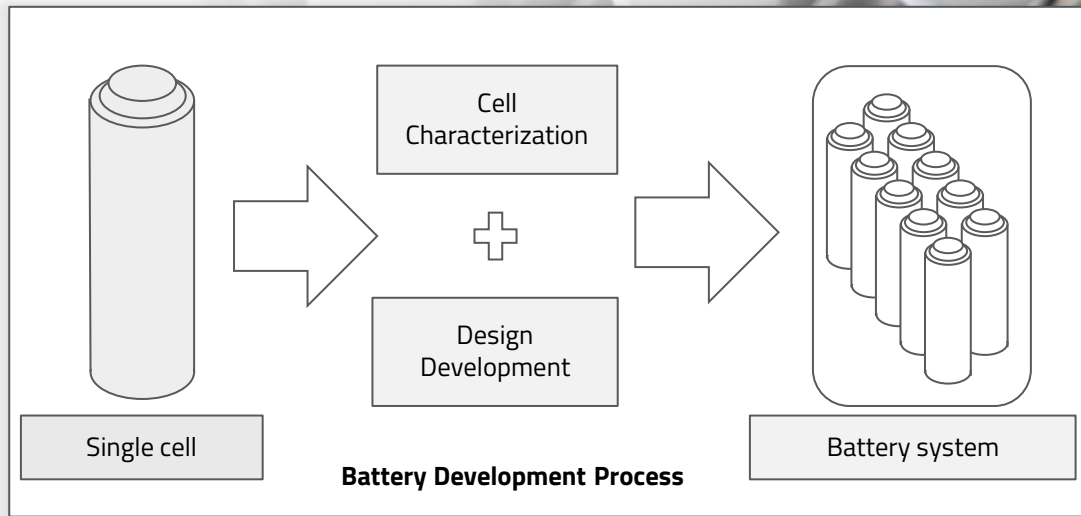 Cell
Characterization
Design
Development
Single cell
Battery system
Battery Development Process